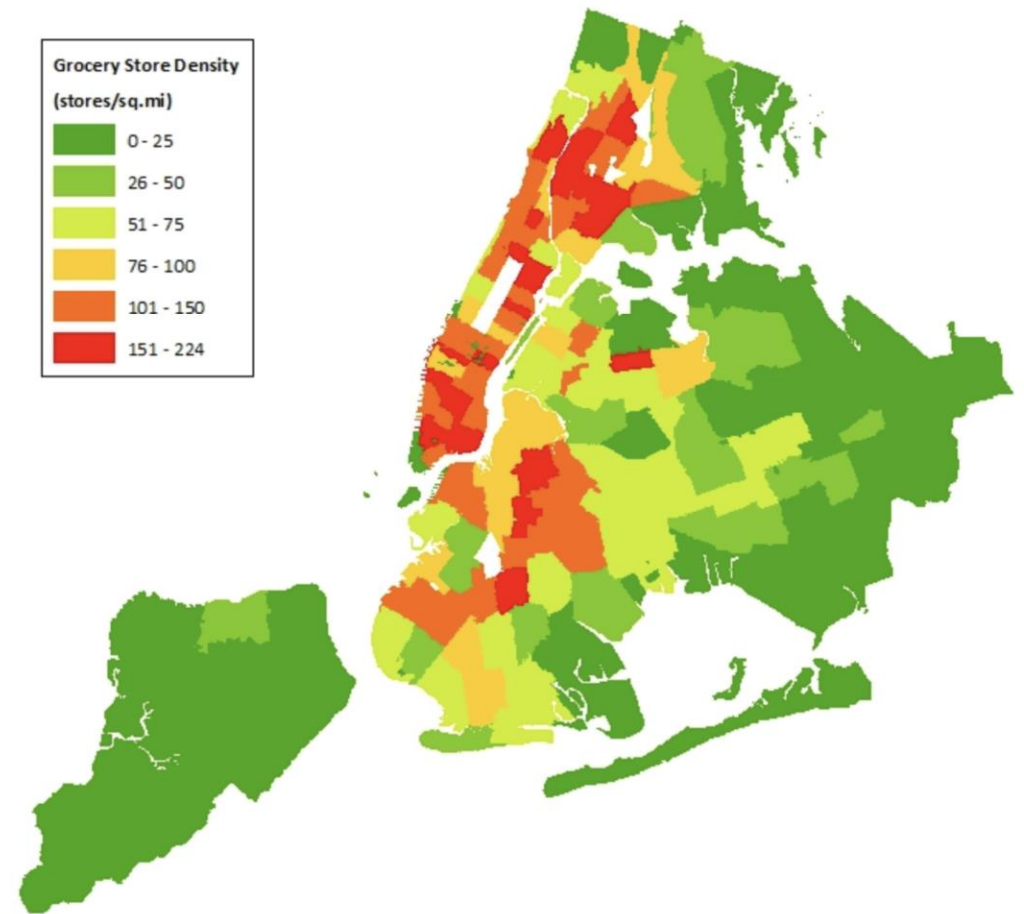 Grocery Store Density
(stores/sq.mi)
0 - 25
26 - 50
51 - 75
76 - 100
101 - 150
151 - 224